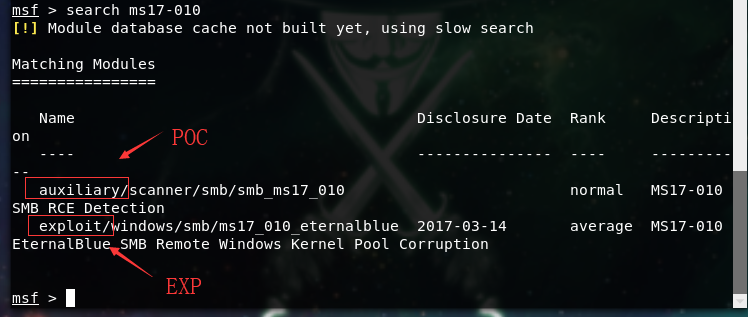 msf > search ms17-010
[!] Module database cache not built yet, using slow search
Matching Modules
================
Name Disclosure Date Rank Descripti
on
POC
---- --------------- ---- ---------
--
auxiliary/scanner/smb/smb_ms17_010 normal MS17-010
SMB RCE Detection
exploit/windows/smb/ms17_010_eternalblue 2017-03-14 average MS17-010
EternalBlue SMB Remote Windows Kernel Pool Corruption
EXP
msf >